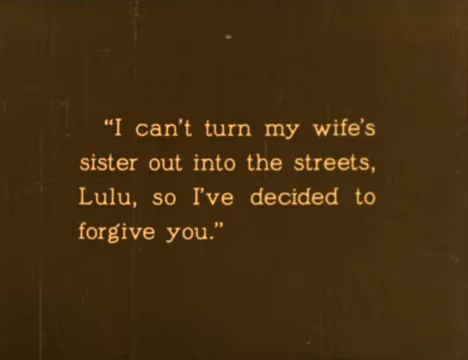 “I can't turn my wife's
sister out into the streets,
Lulu, so I've decided to
forgive you.”